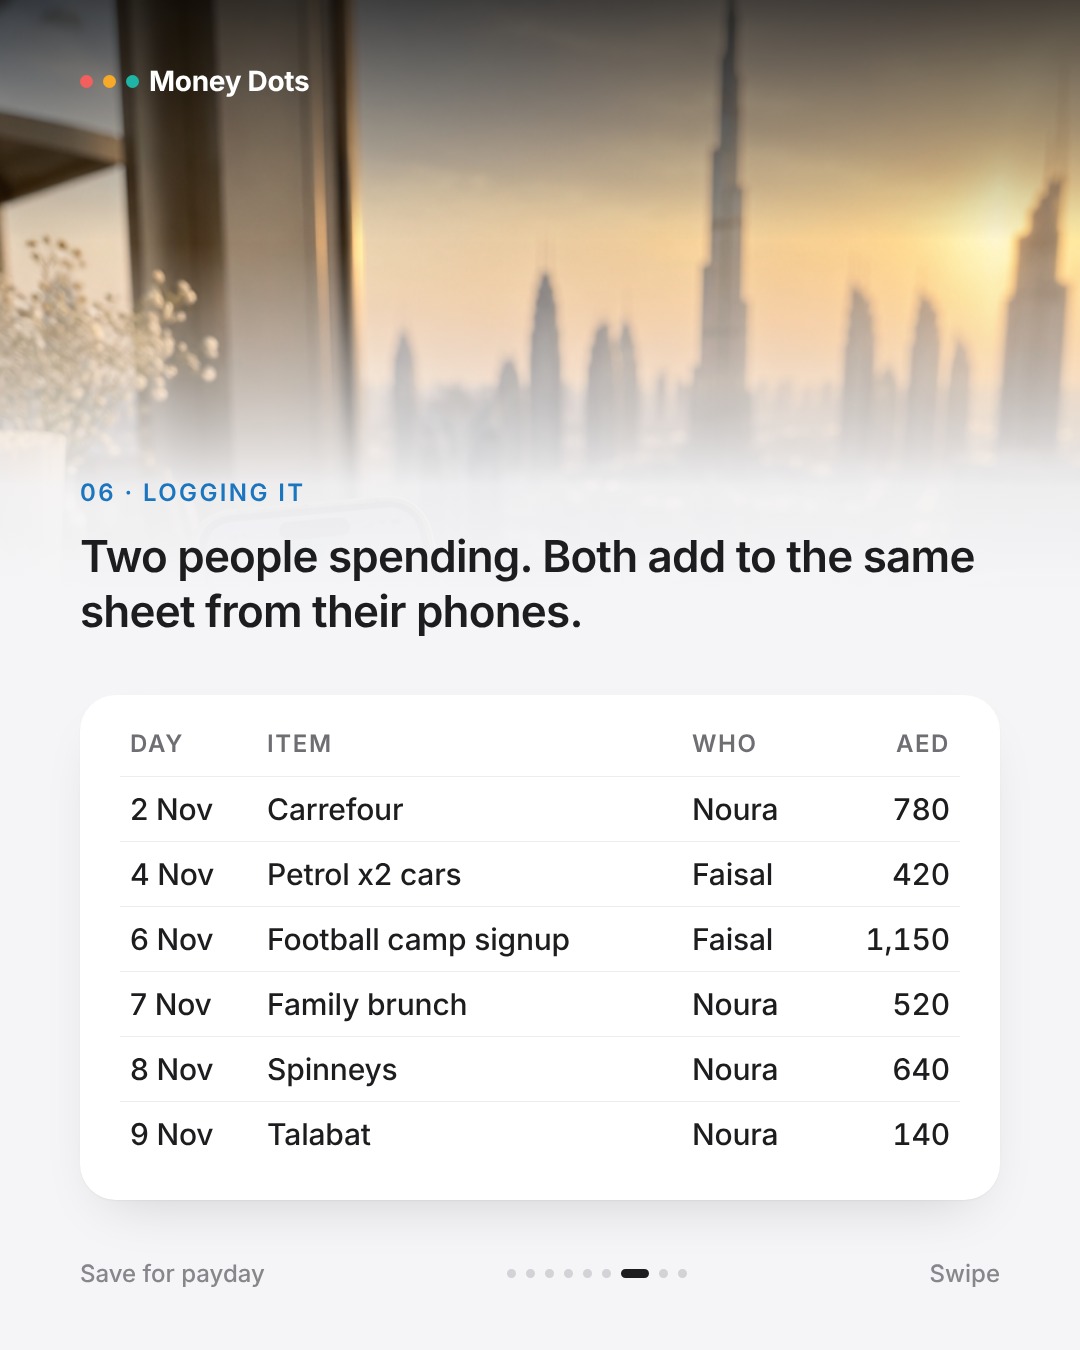 Money Dots
06 · LOGGING IT
Two people spending. Both add to the same
sheet from their phones.
DAY ITEM WHO AED
2 Nov Carrefour Noura 780
4 Nov Petrol x2 cars Faisal 420
6 Nov Football camp signup Faisal 1,150
7 Nov Family brunch Noura 520
8 Nov Spinneys Noura 640
9 Nov Talabat Noura 140
Save for payday Swipe